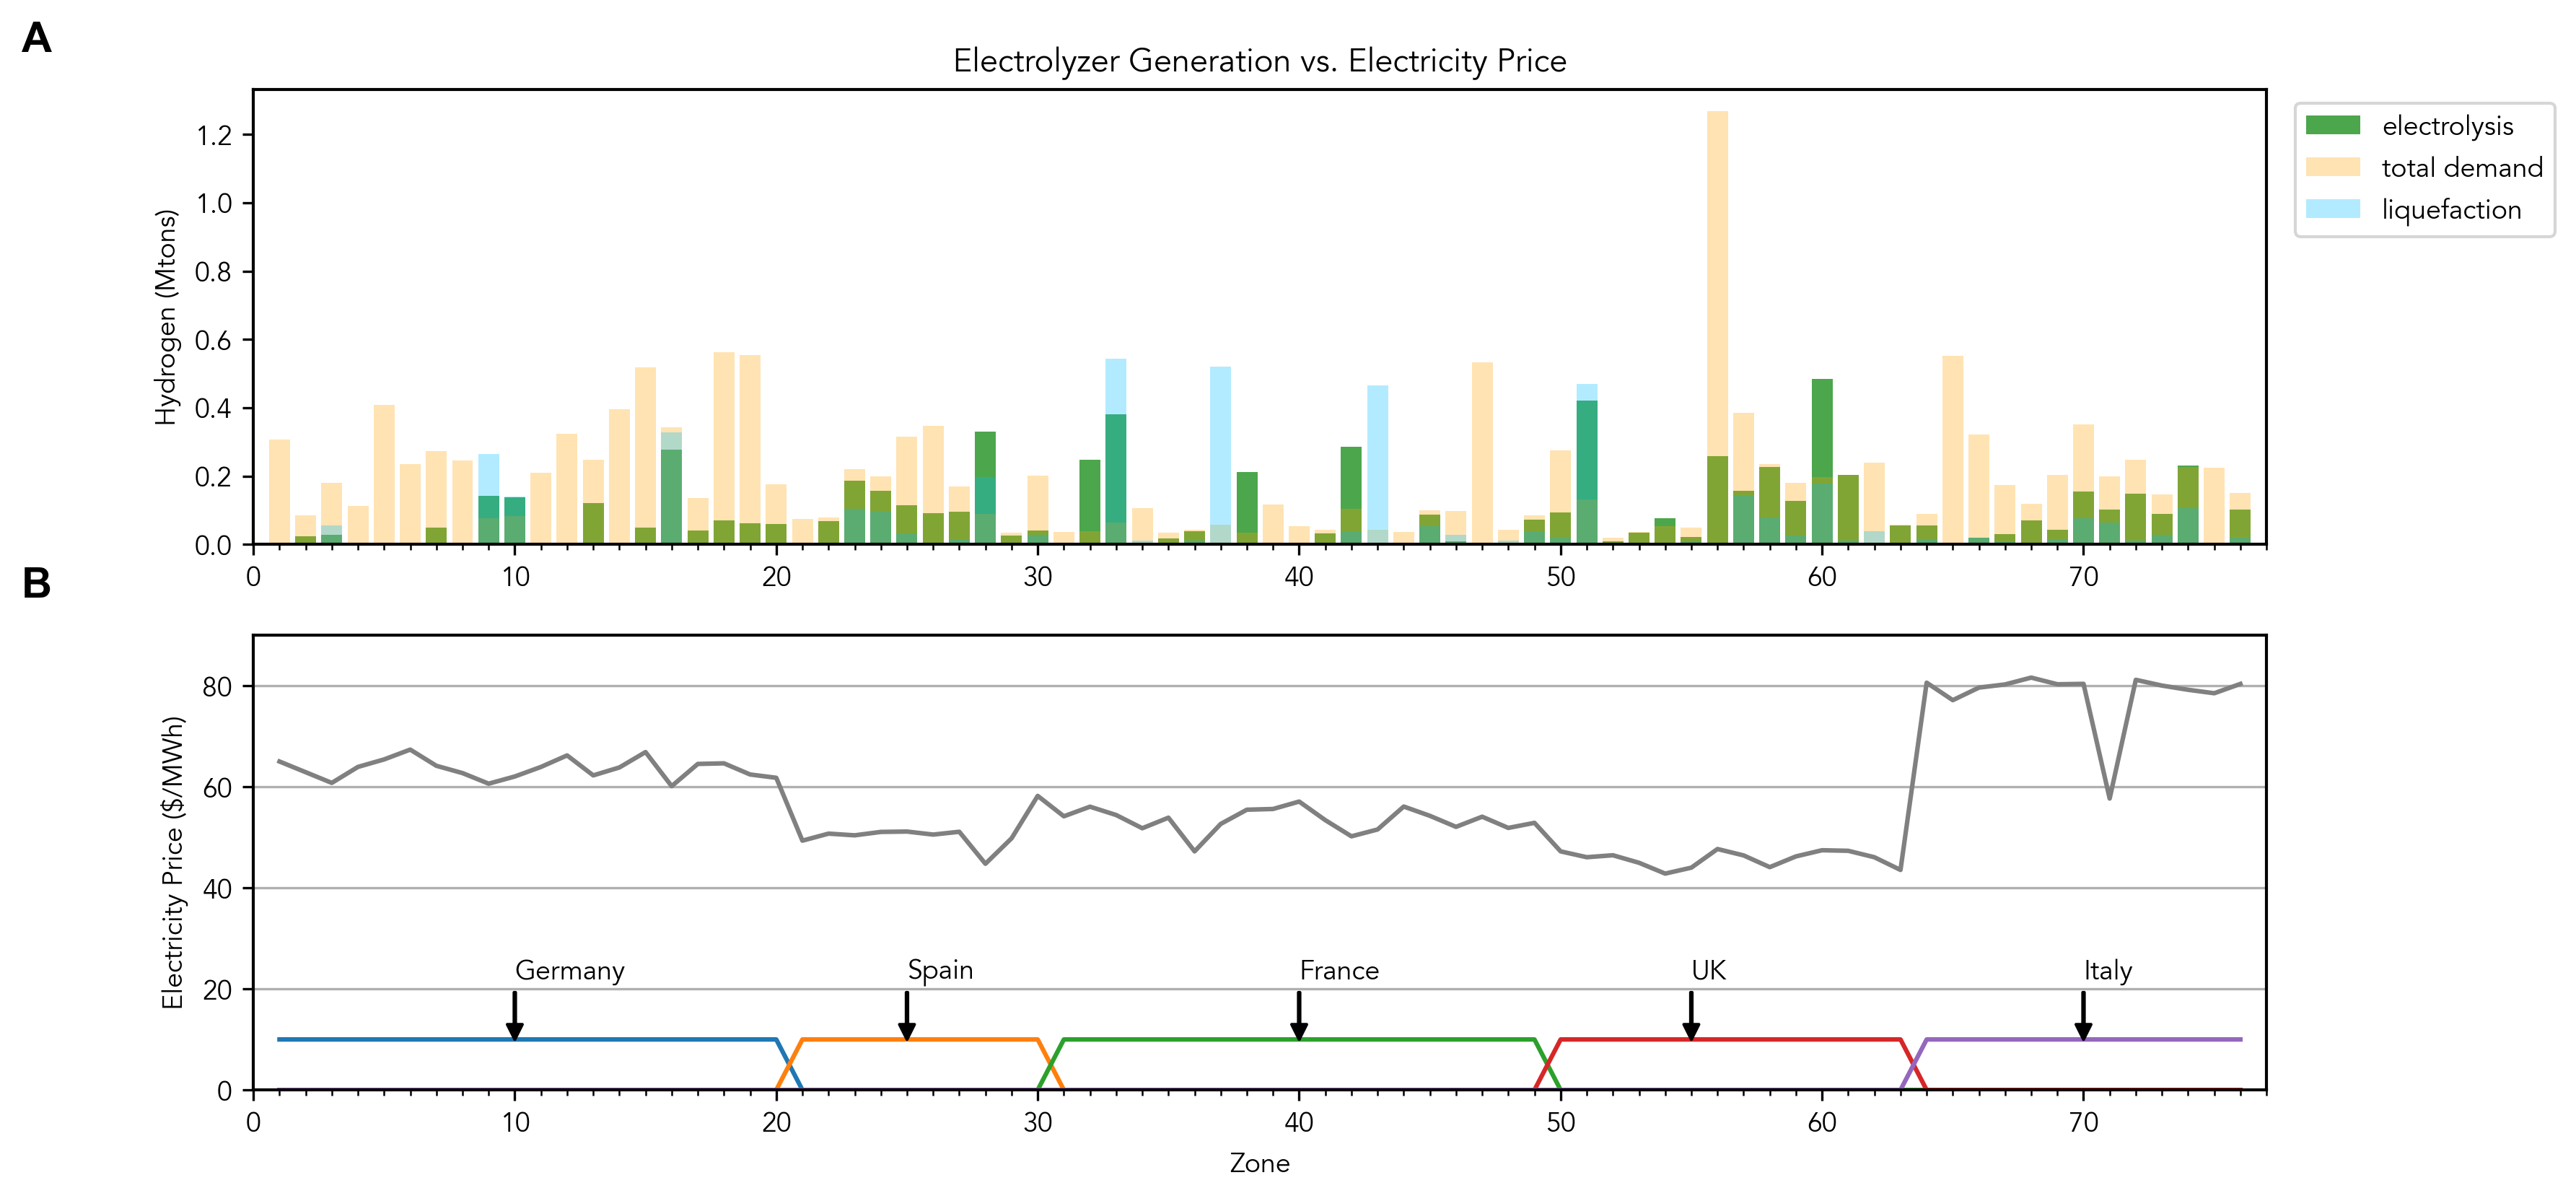 A
Electrolyzer Generation vs. Electricity Price
Hydrogen (Mtons)
1.2
1.0
0.8
0.6
0.4
0.2
0.0
0 10 20 30 40 50 60 70
electrolysis
total demand
liquefaction
B
Electricity Price ($/MWh)
80
60
40
20
0
Germany Spain France UK Italy
0 10 20 30 40 50 60 70
Zone